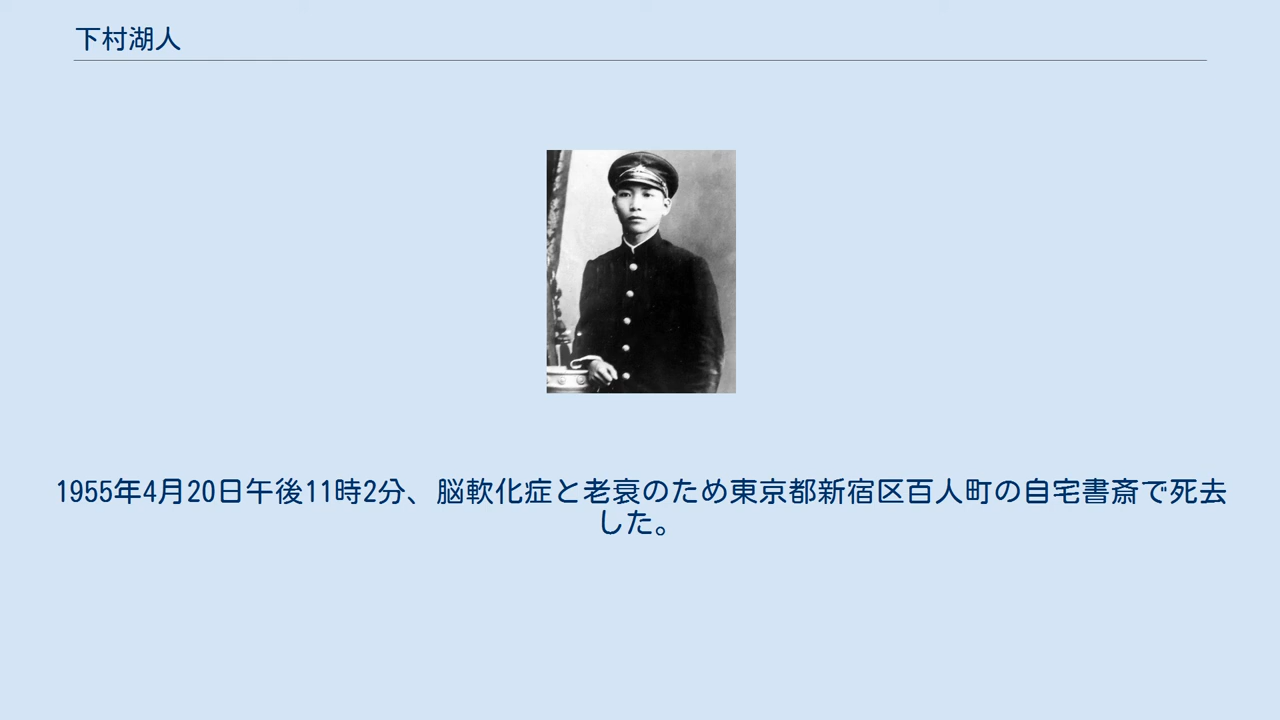 下村湖人
1955年4月20日午後11時2分、脳軟化症と老衰のため東京都新宿区百人町の自宅書斎で死去
した。